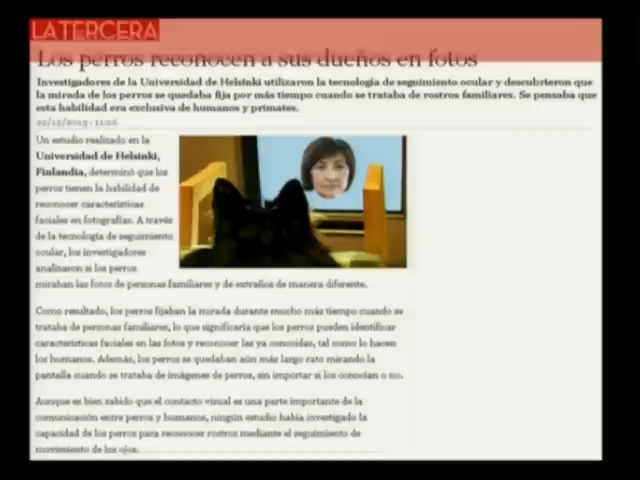 LATERCERA
Los perros reconocen a sus dueños en fotos
Investigadores de la Universidad de Helsinki utilizaron la tecnología de seguimiento ocular y descubrieron que
la mirada de los perros se quedaba fija por más tiempo cuando se trataba de rostros familiares. Se pensaba que
esta habilidad era exclusiva de humanos y primates.
Un estudio realizado en la
Universidad de Helsinki,
Finlandia, determinó que los
perros tienen la habilidad de
reconocer características
faciales en fotografías. A través
de la tecnología de seguimiento
ocular, los investigadores
analizaron si los perros
miraban las fotos de personas familiares y de extraños de manera diferente.
Como resultado, los perros fijaban la mirada durante mucho más tiempo cuando se
trataba de personas familiares, lo que significaría que los perros pueden identificar
características faciales en las fotos y reconocer las ya conocidas, tal como lo hacen
los humanos. Además, los perros se quedaban aún más largo rato mirando la
pantalla cuando se trataba de imágenes de perros, sin importar si los conocían o no.
Aunque es bien sabido que el contacto visual es una parte importante de la
comunicación entre perros y humanos, ningún estudio había investigado la
capacidad de los perros para reconocer rostros mediante el seguimiento de
movimiento de los ojos.